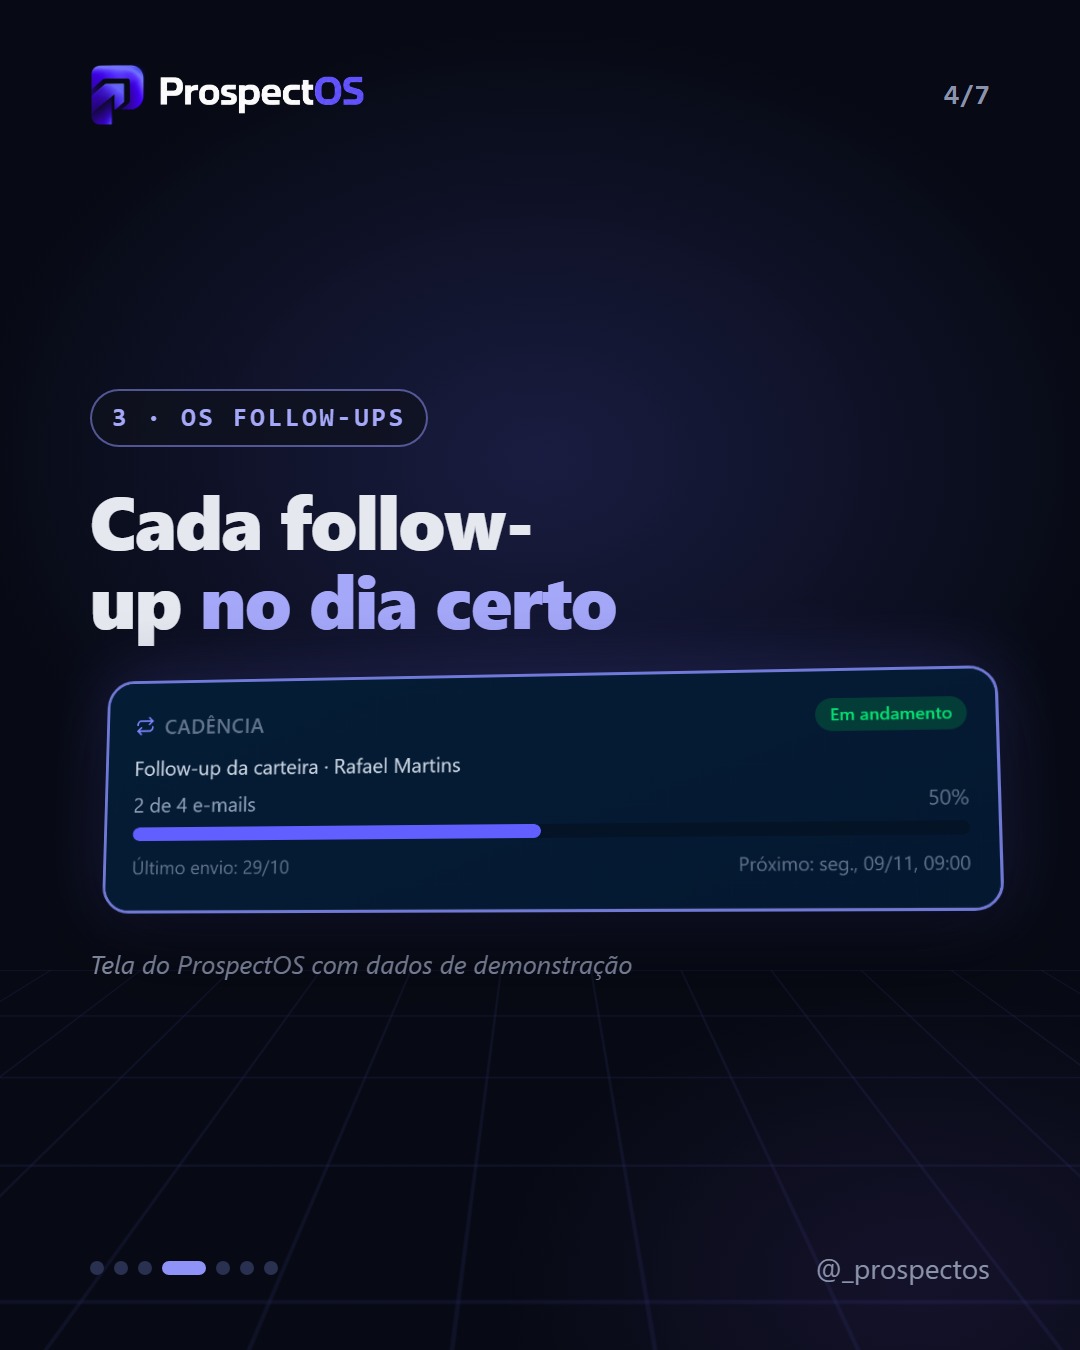 ProspectOS
4/7
3 · OS FOLLOW-UPS
Cada follow-
up no dia certo
CADÊNCIA
Em andamento
Follow-up da carteira · Rafael Martins
2 de 4 e-mails
50%
Último envio: 29/10
Próximo: seg., 09/11, 09:00
Tela do ProspectOS com dados de demonstração
@_prospectos